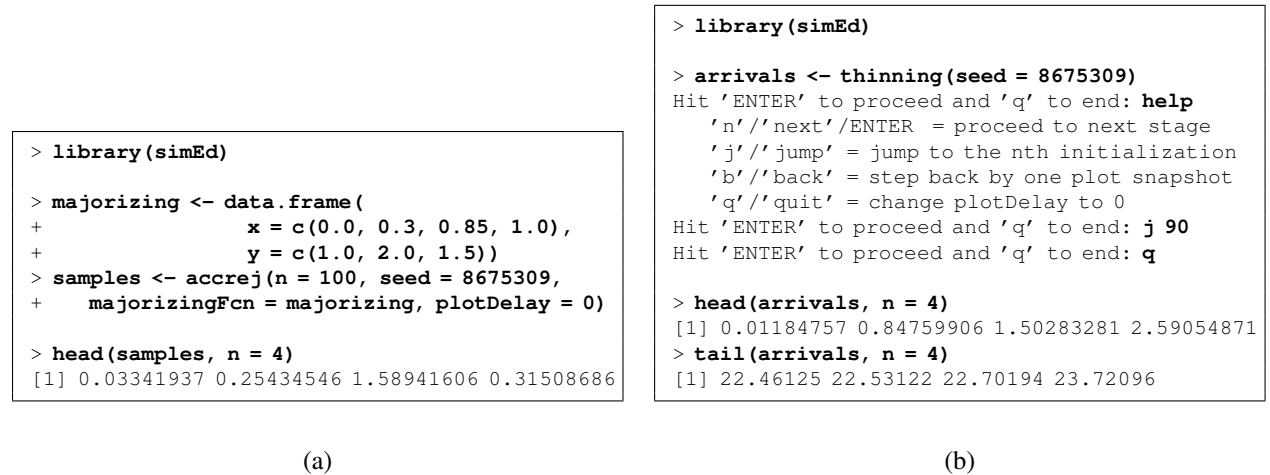 > library(simEd)
> majorizing <- data.frame(
+ x = c(0.0, 0.3, 0.85, 1.0),
+ y = c(1.0, 2.0, 1.5))
> samples <- accrej(n = 100, seed = 8675309,
+ majorizingFcn = majorizing, plotDelay = 0)
> head(samples, n = 4)
[1] 0.03341937 0.25434546 1.58941606 0.31508686
(a)
> library(simEd)
> arrivals <- thinning(seed = 8675309)
Hit 'ENTER' to proceed and 'q' to end: help
'n'/'next'/ENTER = proceed to next stage
'j'/'jump' = jump to the nth initialization
'b'/'back' = step back by one plot snapshot
'q'/'quit' = change plotDelay to 0
Hit 'ENTER' to proceed and 'q' to end: j 90
Hit 'ENTER' to proceed and 'q' to end: q
> head(arrivals, n = 4)
[1] 0.01184757 0.84759906 1.50283281 2.59054871
> tail(arrivals, n = 4)
[1] 22.46125 22.53122 22.70194 23.72096
(b)